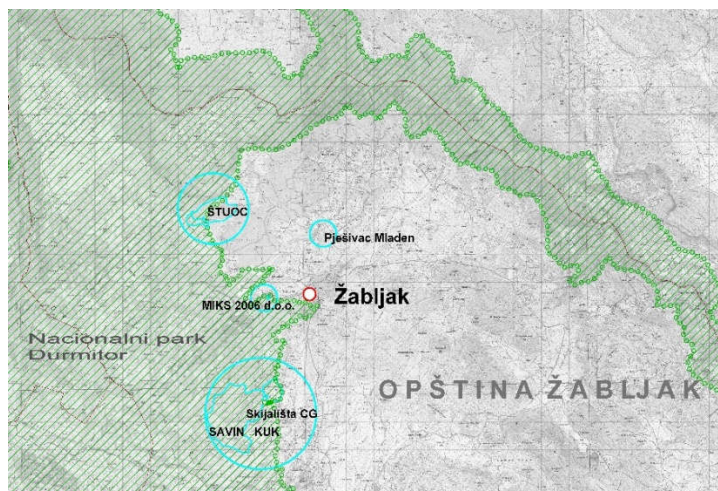 ŠTUOC
Pješivac Mladen
Žabljak
MIKS 2006 d.o.o.
Nacionalni park
Durmitor
OPŠTINA ŽABLJAK
Skijališta CG
SAVIN KUK